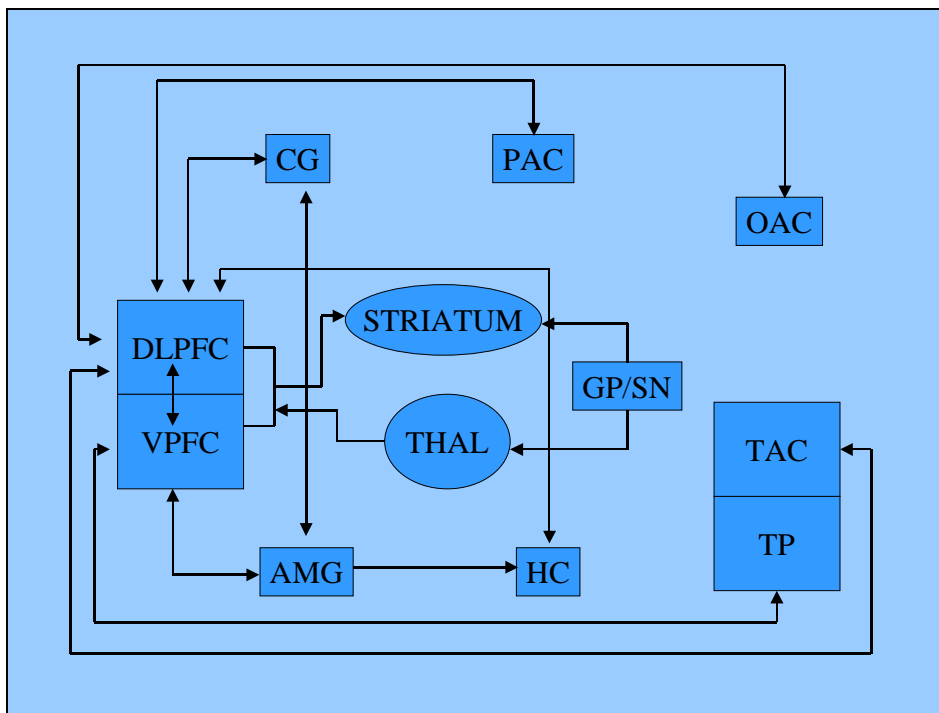 CG
PAC
OAC
STRIATUM
DLPFC
GP/SN
VPFC
THAL
TAC
TP
AMG
HC